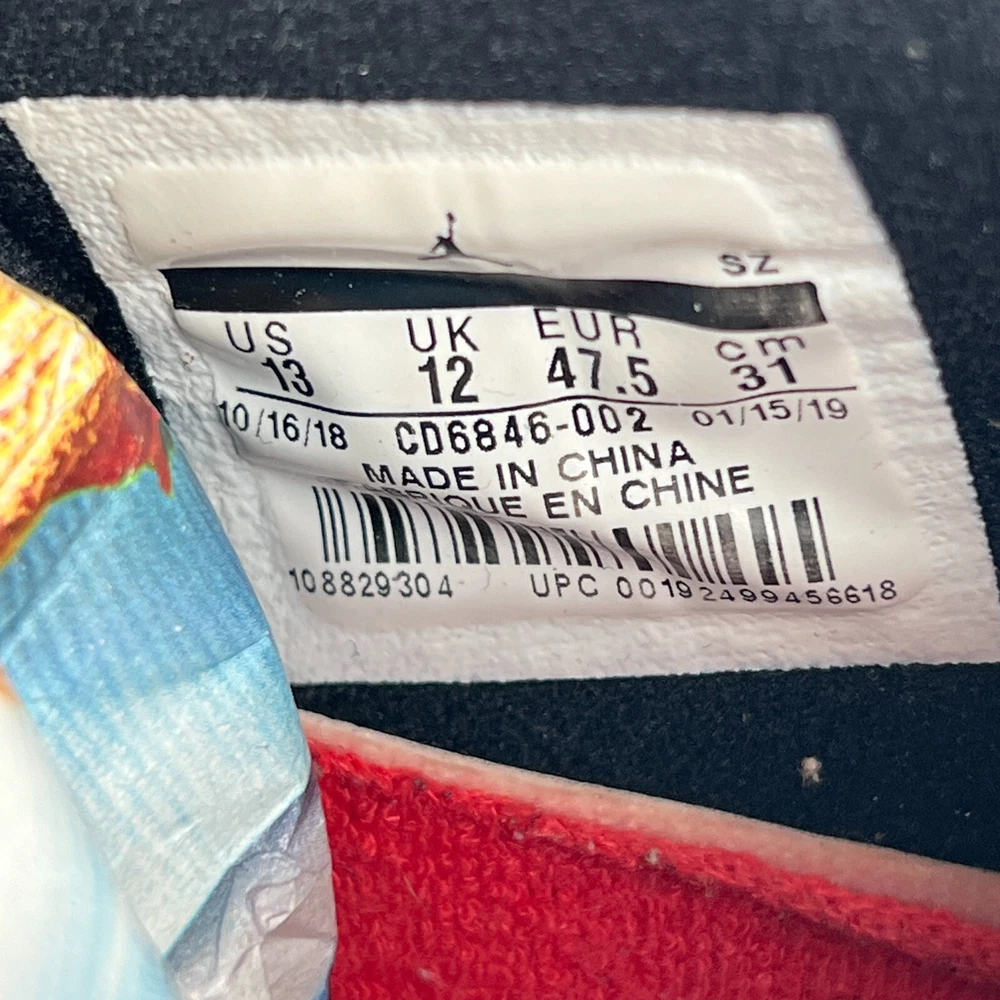 SZ
US UK EUR cm
13 12 47.5 31
10/16/18 CD6846-002 01/15/19
MADE IN CHINA
EN CHINE
108829304 UPC 00192499456618